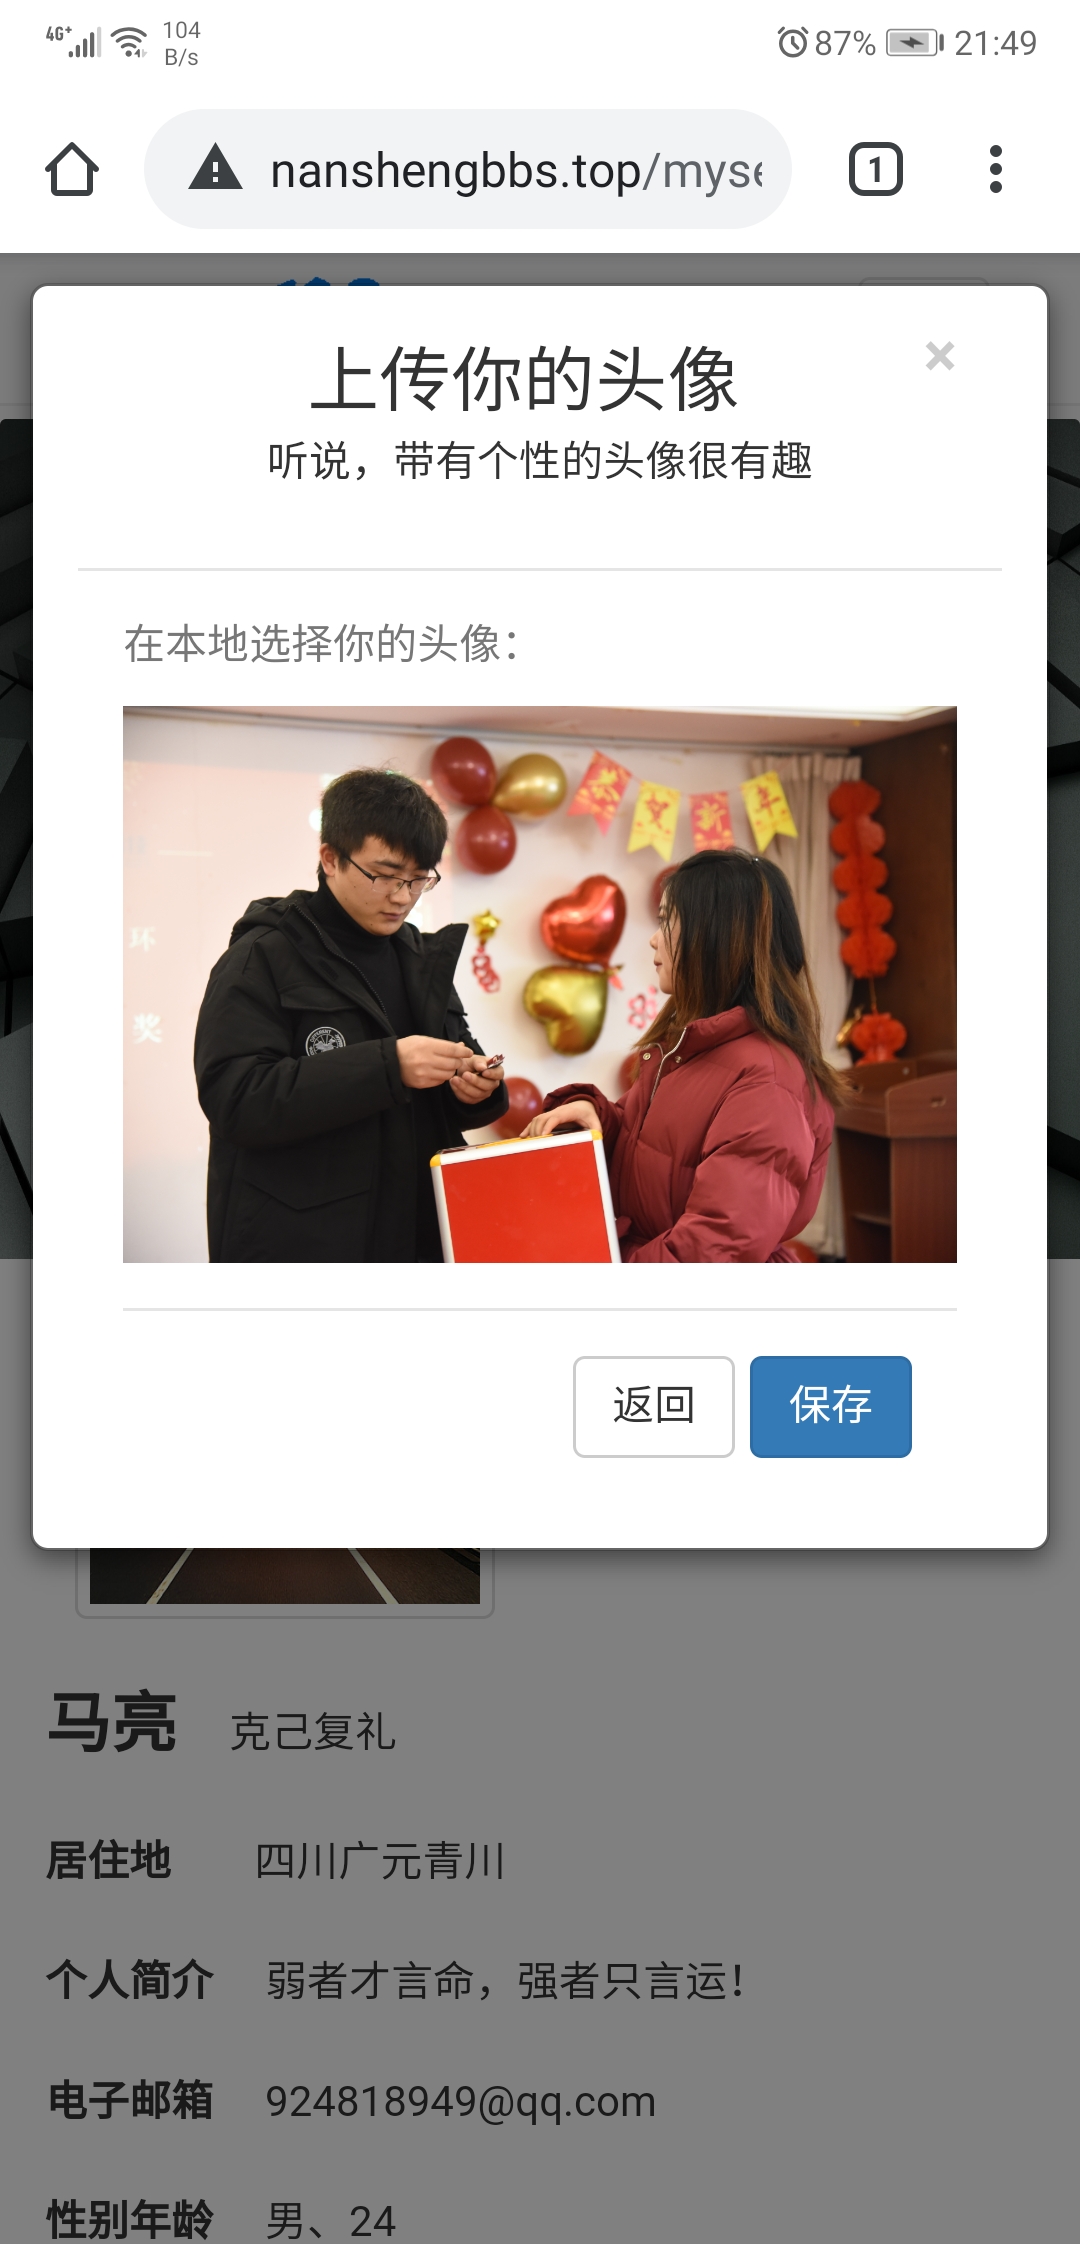 4G+ 104 B/s 87% 21:49
nanshengbbs.top/myse
1
上传你的头像
×
听说，带有个性的头像很有趣
在本地选择你的头像：
贺新年
环
奖
返回 保存
马亮 克己复礼
居住地 四川广元青川
个人简介 弱者才言命，强者只言运！
电子邮箱 924818949@qq.com
性别年龄 男、24